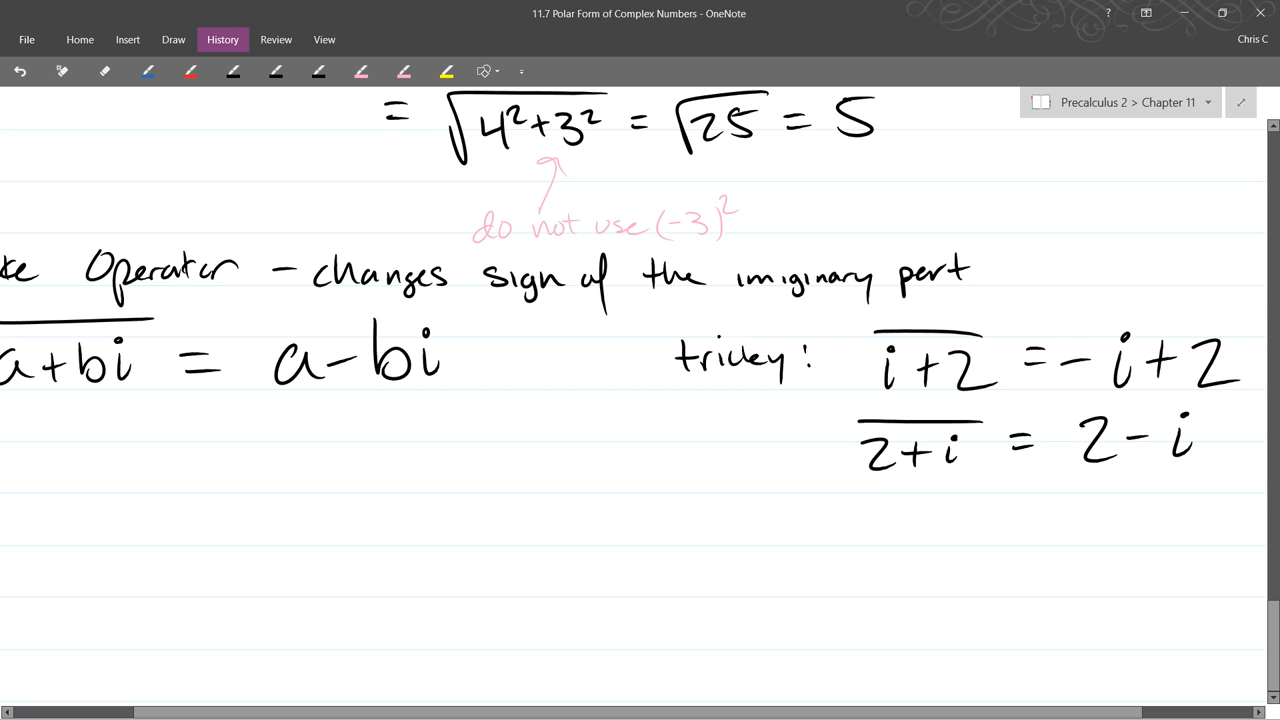 11.7 Polar Form of Complex Numbers - OneNote
File Home Insert Draw History Review View Chris C
Precalculus 2 > Chapter 11
= √(4²+3²) = √25 = 5
do not use (-3)²
Operator - changes sign of the imiginary part
a+bi = a-bi
tricky: i+2 = -i+2
2+i = 2-i